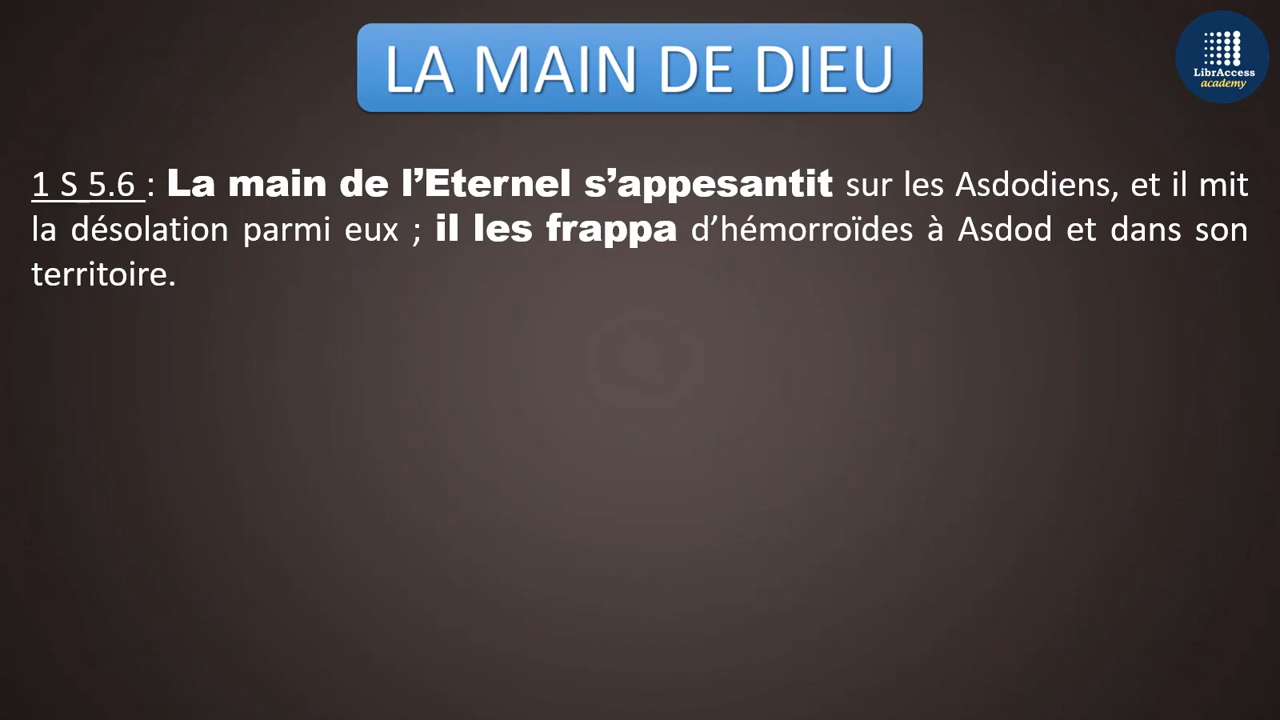 LA MAIN DE DIEU
LibrAccess
academy
1 S 5.6 : La main de l’Eternel s’appesantit sur les Asdodiens, et il mit
la désolation parmi eux ; il les frappa d’hémorroïdes à Asdod et dans son
territoire.